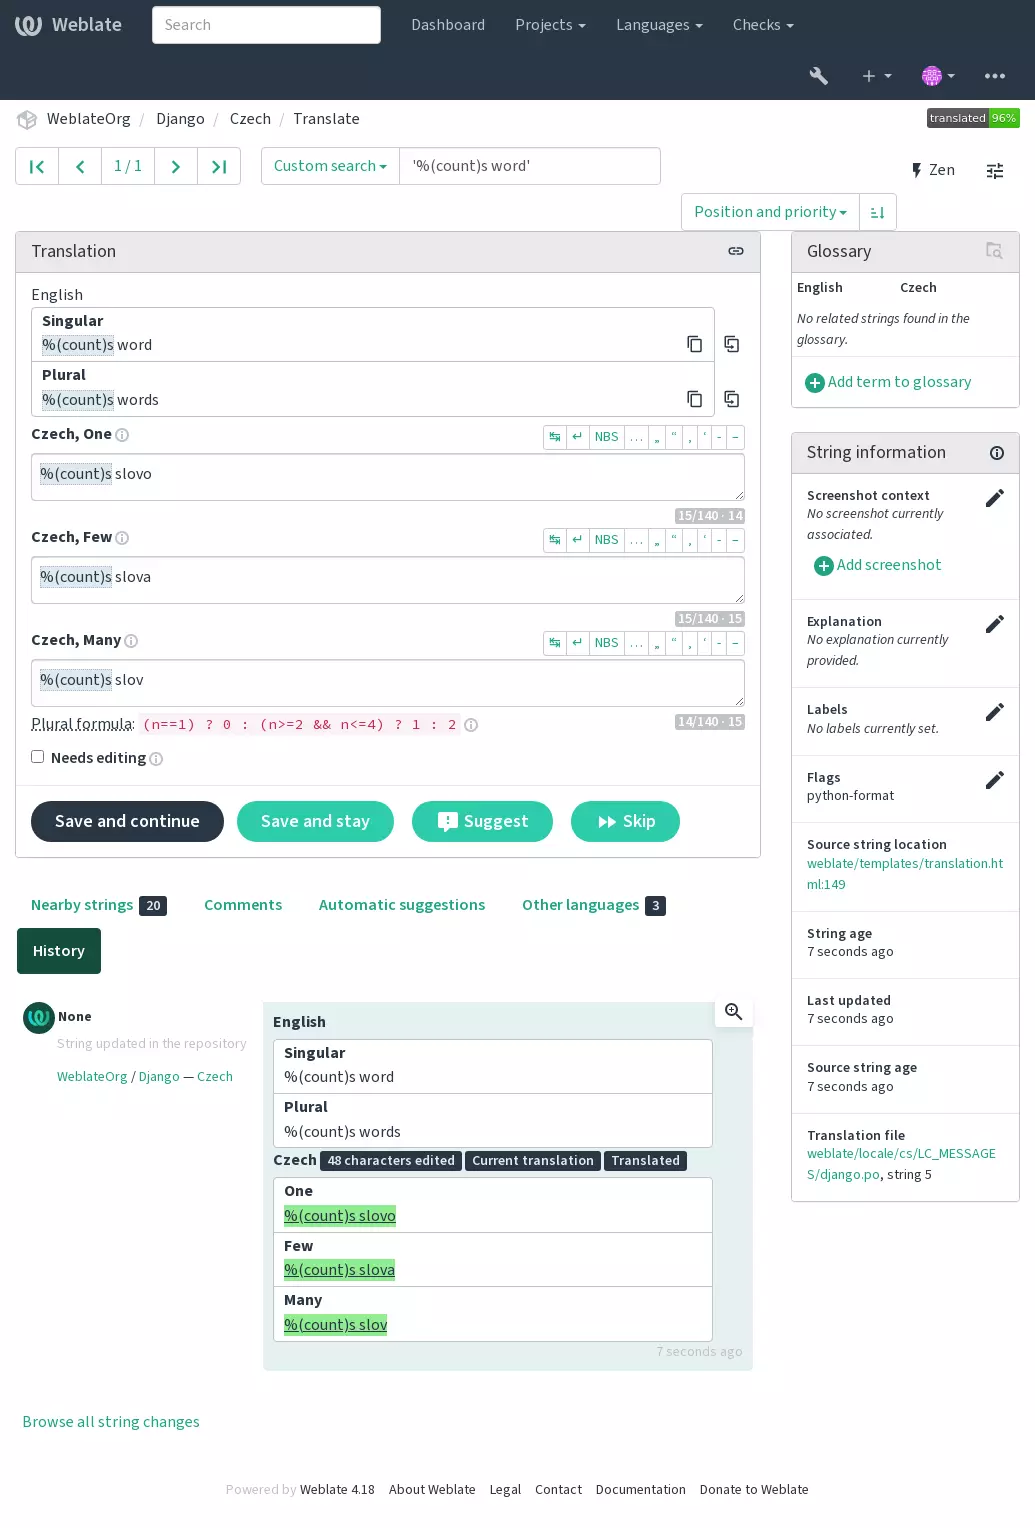 Weblate
Search
Dashboard
Projects
Languages
Checks
WeblateOrg / Django / Czech / Translate
translated 96%
1 / 1
Custom search
'%(count)s word'
Zen
Position and priority
Translation
English
Singular
%(count)s word
Plural
%(count)s words
Czech, One
↹ ↵ NBS … „ “ ‚ ‘ - –
%(count)s slovo
15/140 · 14
Czech, Few
↹ ↵ NBS … „ “ ‚ ‘ - –
%(count)s slova
15/140 · 15
Czech, Many
↹ ↵ NBS … „ “ ‚ ‘ - –
%(count)s slov
Plural formula: (n==1) ? 0 : (n>=2 && n<=4) ? 1 : 2
14/140 · 15
Needs editing
Save and continue
Save and stay
Suggest
Skip
Nearby strings 20
Comments
Automatic suggestions
Other languages 3
History
None
String updated in the repository
WeblateOrg / Django — Czech
English
Singular
%(count)s word
Plural
%(count)s words
Czech 48 characters edited Current translation Translated
One
%(count)s slovo
Few
%(count)s slova
Many
%(count)s slov
7 seconds ago
Browse all string changes
Glossary
English Czech
No related strings found in the
glossary.
Add term to glossary
String information
Screenshot context
No screenshot currently
associated.
Add screenshot
Explanation
No explanation currently
provided.
Labels
No labels currently set.
Flags
python-format
Source string location
weblate/templates/translation.ht
ml:149
String age
7 seconds ago
Last updated
7 seconds ago
Source string age
7 seconds ago
Translation file
weblate/locale/cs/LC_MESSAGE
S/django.po, string 5
Powered by Weblate 4.18 About Weblate Legal Contact Documentation Donate to Weblate